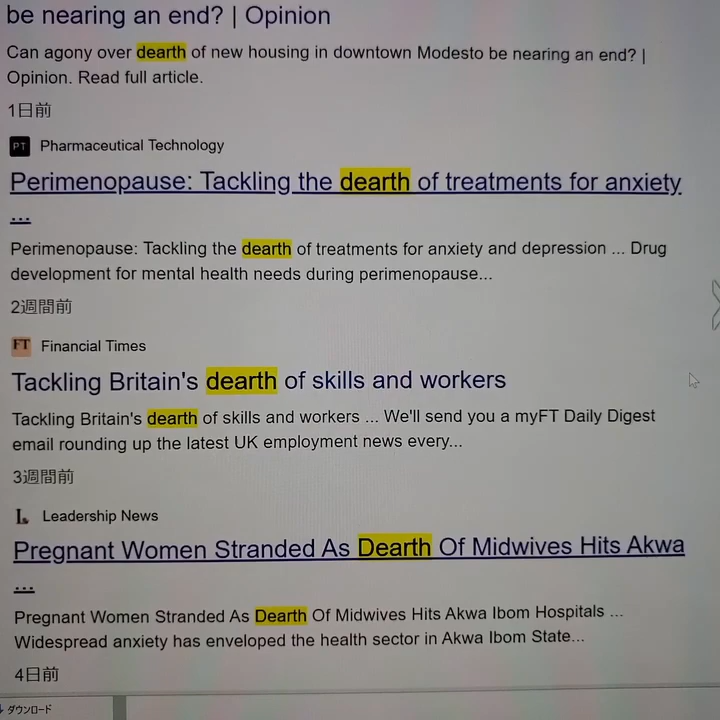 be nearing an end? | Opinion
Can agony over dearth of new housing in downtown Modesto be nearing an end? |
Opinion. Read full article.
1日前
PT Pharmaceutical Technology
Perimenopause: Tackling the dearth of treatments for anxiety
...
Perimenopause: Tackling the dearth of treatments for anxiety and depression ... Drug
development for mental health needs during perimenopause...
2週間前
FT Financial Times
Tackling Britain's dearth of skills and workers
Tackling Britain's dearth of skills and workers ... We'll send you a myFT Daily Digest
email rounding up the latest UK employment news every...
3週間前
L. Leadership News
Pregnant Women Stranded As Dearth Of Midwives Hits Akwa
...
Pregnant Women Stranded As Dearth Of Midwives Hits Akwa Ibom Hospitals ...
Widespread anxiety has enveloped the health sector in Akwa Ibom State...
4日前
ダウンロード